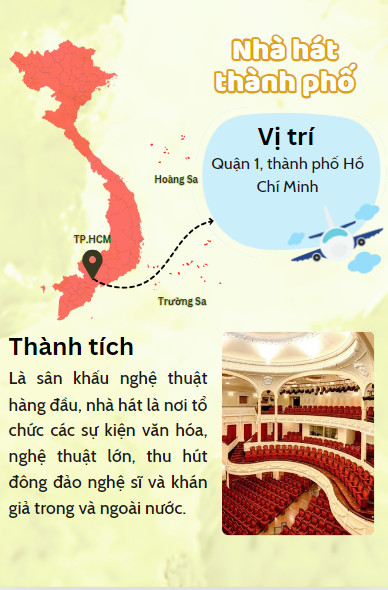 Nhà hát
thành phố
Vị trí
Quận 1, thành phố Hồ
Chí Minh
Hoàng Sa
TP.HCM
Trường Sa
Thành tích
Là sân khấu nghệ thuật
hàng đầu, nhà hát là nơi tổ
chức các sự kiện văn hóa,
nghệ thuật lớn, thu hút
đông đảo nghệ sĩ và khán
giả trong và ngoài nước.